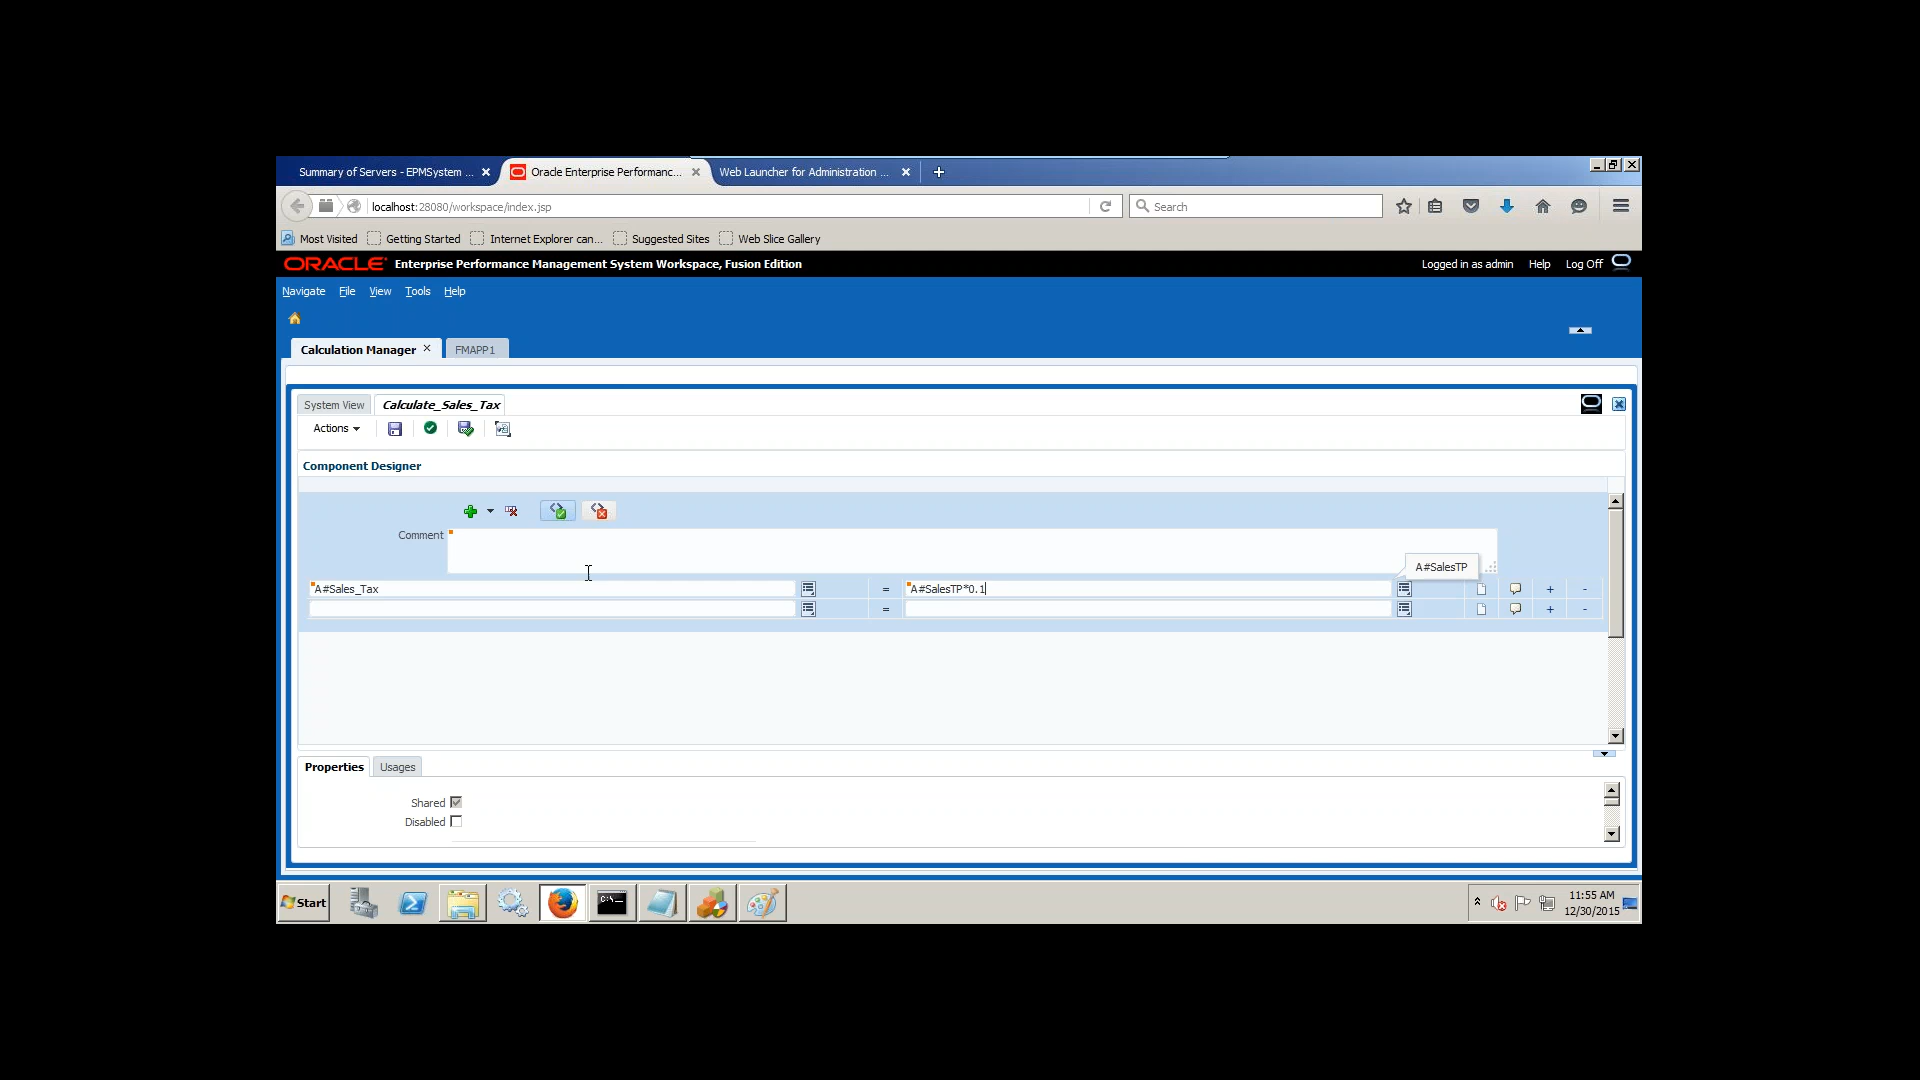 Summary of Servers - EPMSystem ...
Oracle Enterprise Performanc...
Web Launcher for Administration ...
localhost:28080/workspace/index.jsp
Search
Most Visited
Getting Started
Internet Explorer can...
Suggested Sites
Web Slice Gallery
ORACLE Enterprise Performance Management System Workspace, Fusion Edition
Logged in as admin
Help
Log Off
Navigate
File
View
Tools
Help
Calculation Manager
FMAPP1
System View
Calculate_Sales_Tax
Actions
Component Designer
Comment
A#SalesTP
A#Sales_Tax
=
A#SalesTP*0.1
+
-
=
+
-
Properties
Usages
Shared
Disabled
Start
C:\
11:55 AM
12/30/2015